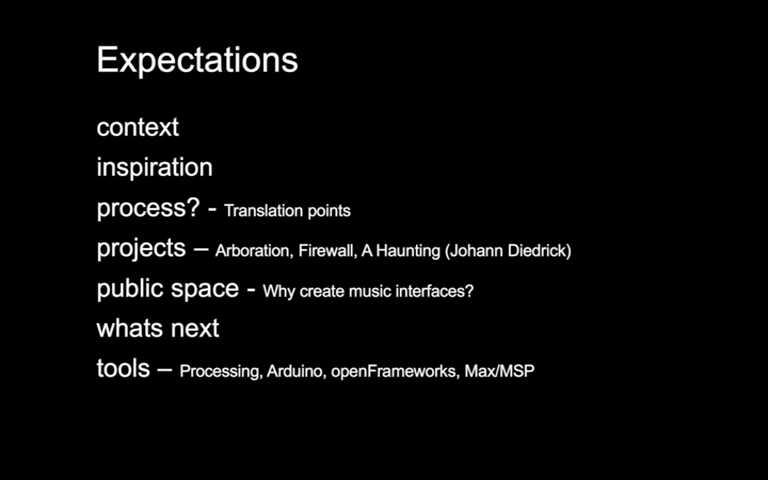 Expectations
context
inspiration
process? - Translation points
projects – Arboration, Firewall, A Haunting (Johann Diedrick)
public space - Why create music interfaces?
whats next
tools – Processing, Arduino, openFrameworks, Max/MSP